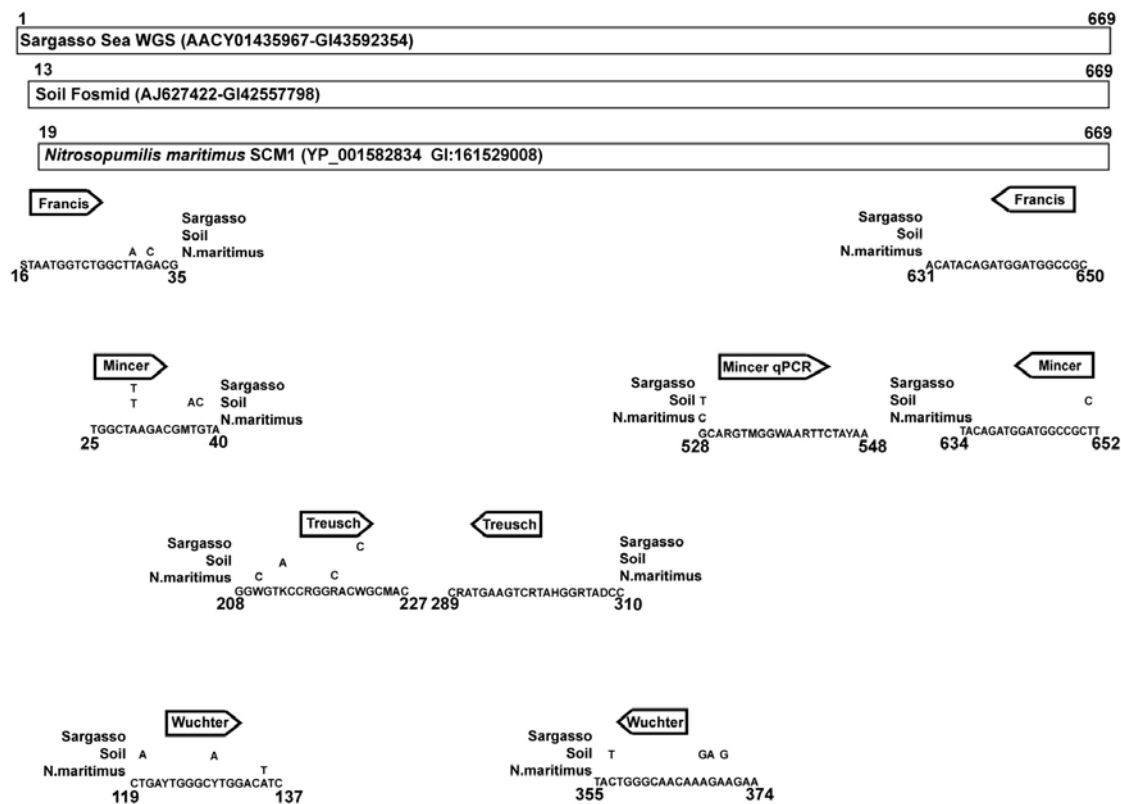 1 669
Sargasso Sea WGS (AACY01435967-GI43592354)
13 669
Soil Fosmid (AJ627422-GI42557798)
19 669
Nitrosopumilis maritimus SCM1 (YP_001582834 GI:161529008)
Francis
Sargasso
Soil
A C N.maritimus
STAATGGTCTGGCTTAGACG
16 35
Francis
Sargasso
Soil
N.maritimus
ACATACAGATGGATGGCCGC
631 650
Mincer
T Sargasso
T AC Soil
N.maritimus
TGGCTAAGACGMTGTA
25 40
Mincer qPCR
Sargasso
Soil T
N.maritimus C
GCARGTMGGWAARTTCTAYAA
528 548
Mincer
Sargasso
Soil C
N.maritimus
TACAGATGGATGGCCGCTT
634 652
Treusch
Sargasso C
Soil A
N.maritimus C C
GGWGTKCCRGGRACWGCMAC
208 227
Treusch
Sargasso
Soil
N.maritimus
CRATGAAGTCRTAHGGRTADCC
289 310
Wuchter
Sargasso
Soil A A
N.maritimus T
CTGAYTGGGCYTGGACATC
119 137
Wuchter
Sargasso
Soil T GA G
N.maritimus
TACTGGGCAACAAAGAAGAA
355 374